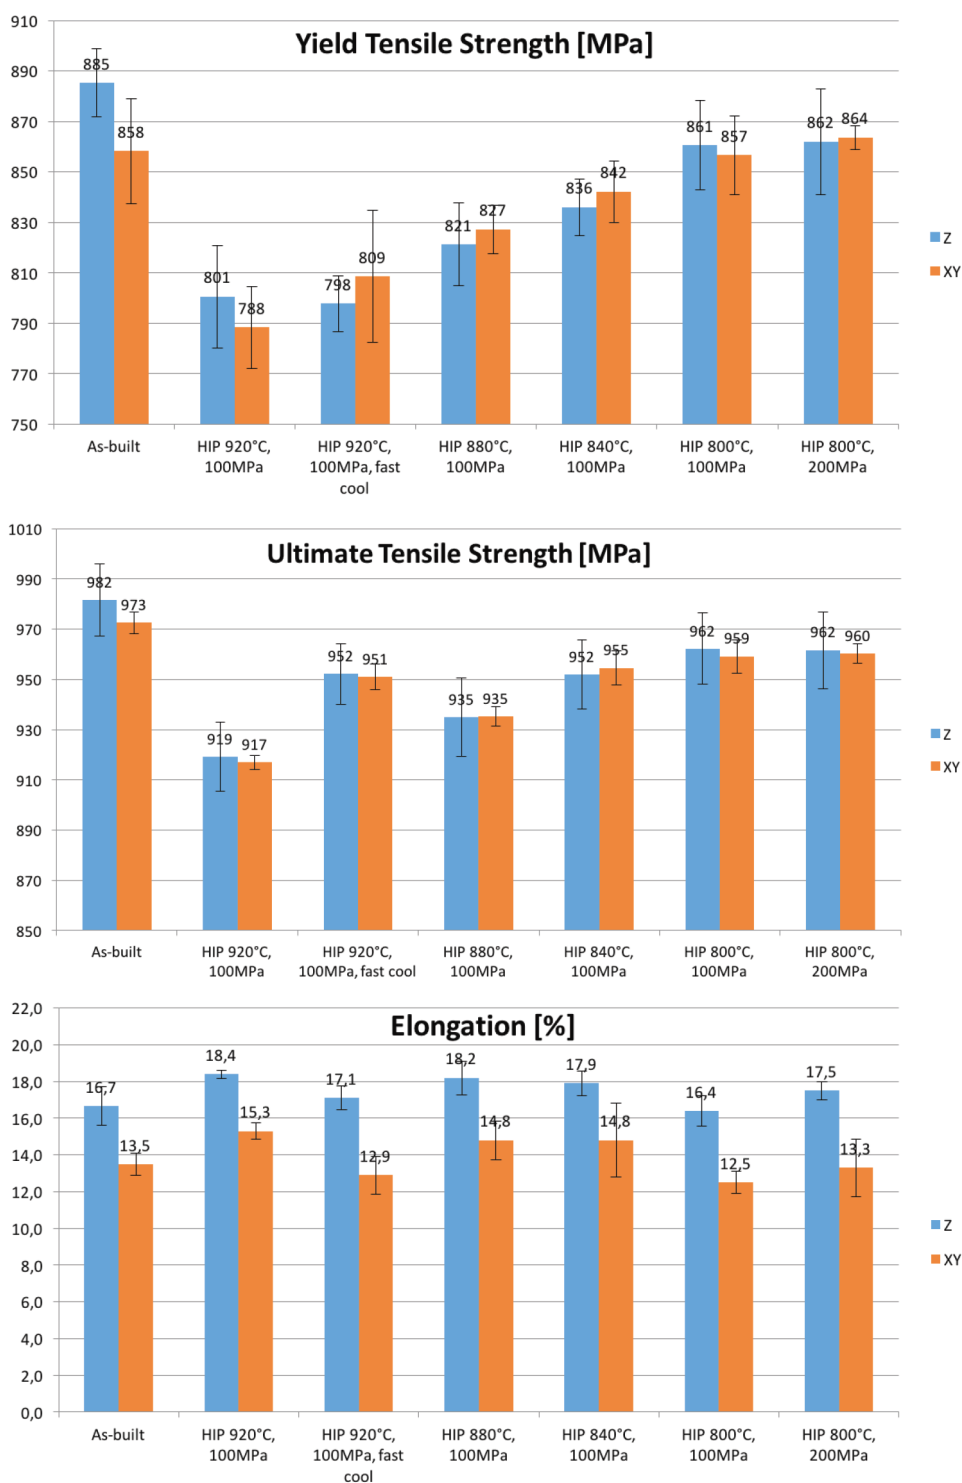 Yield Tensile Strength [MPa]
910
890
870
850
830
810
790
770
750
885
858
801
788
798
809
821
827
836
842
861
857
862
864
Z
XY
As-built
HIP 920°C,
100MPa
HIP 920°C,
100MPa, fast
cool
HIP 880°C,
100MPa
HIP 840°C,
100MPa
HIP 800°C,
100MPa
HIP 800°C,
200MPa
Ultimate Tensile Strength [MPa]
1010
990
970
950
930
910
890
870
850
982
973
919
917
952
951
935
935
952
955
962
959
962
960
Z
XY
As-built
HIP 920°C,
100MPa
HIP 920°C,
100MPa, fast cool
HIP 880°C,
100MPa
HIP 840°C,
100MPa
HIP 800°C,
100MPa
HIP 800°C,
200MPa
Elongation [%]
22,0
20,0
18,0
16,0
14,0
12,0
10,0
8,0
6,0
4,0
2,0
0,0
16,7
13,5
18,4
15,3
17,1
12,9
18,2
14,8
17,9
14,8
16,4
12,5
17,5
13,3
Z
XY
As-built
HIP 920°C,
100MPa
HIP 920°C,
100MPa, fast
cool
HIP 880°C,
100MPa
HIP 840°C,
100MPa
HIP 800°C,
100MPa
HIP 800°C,
200MPa